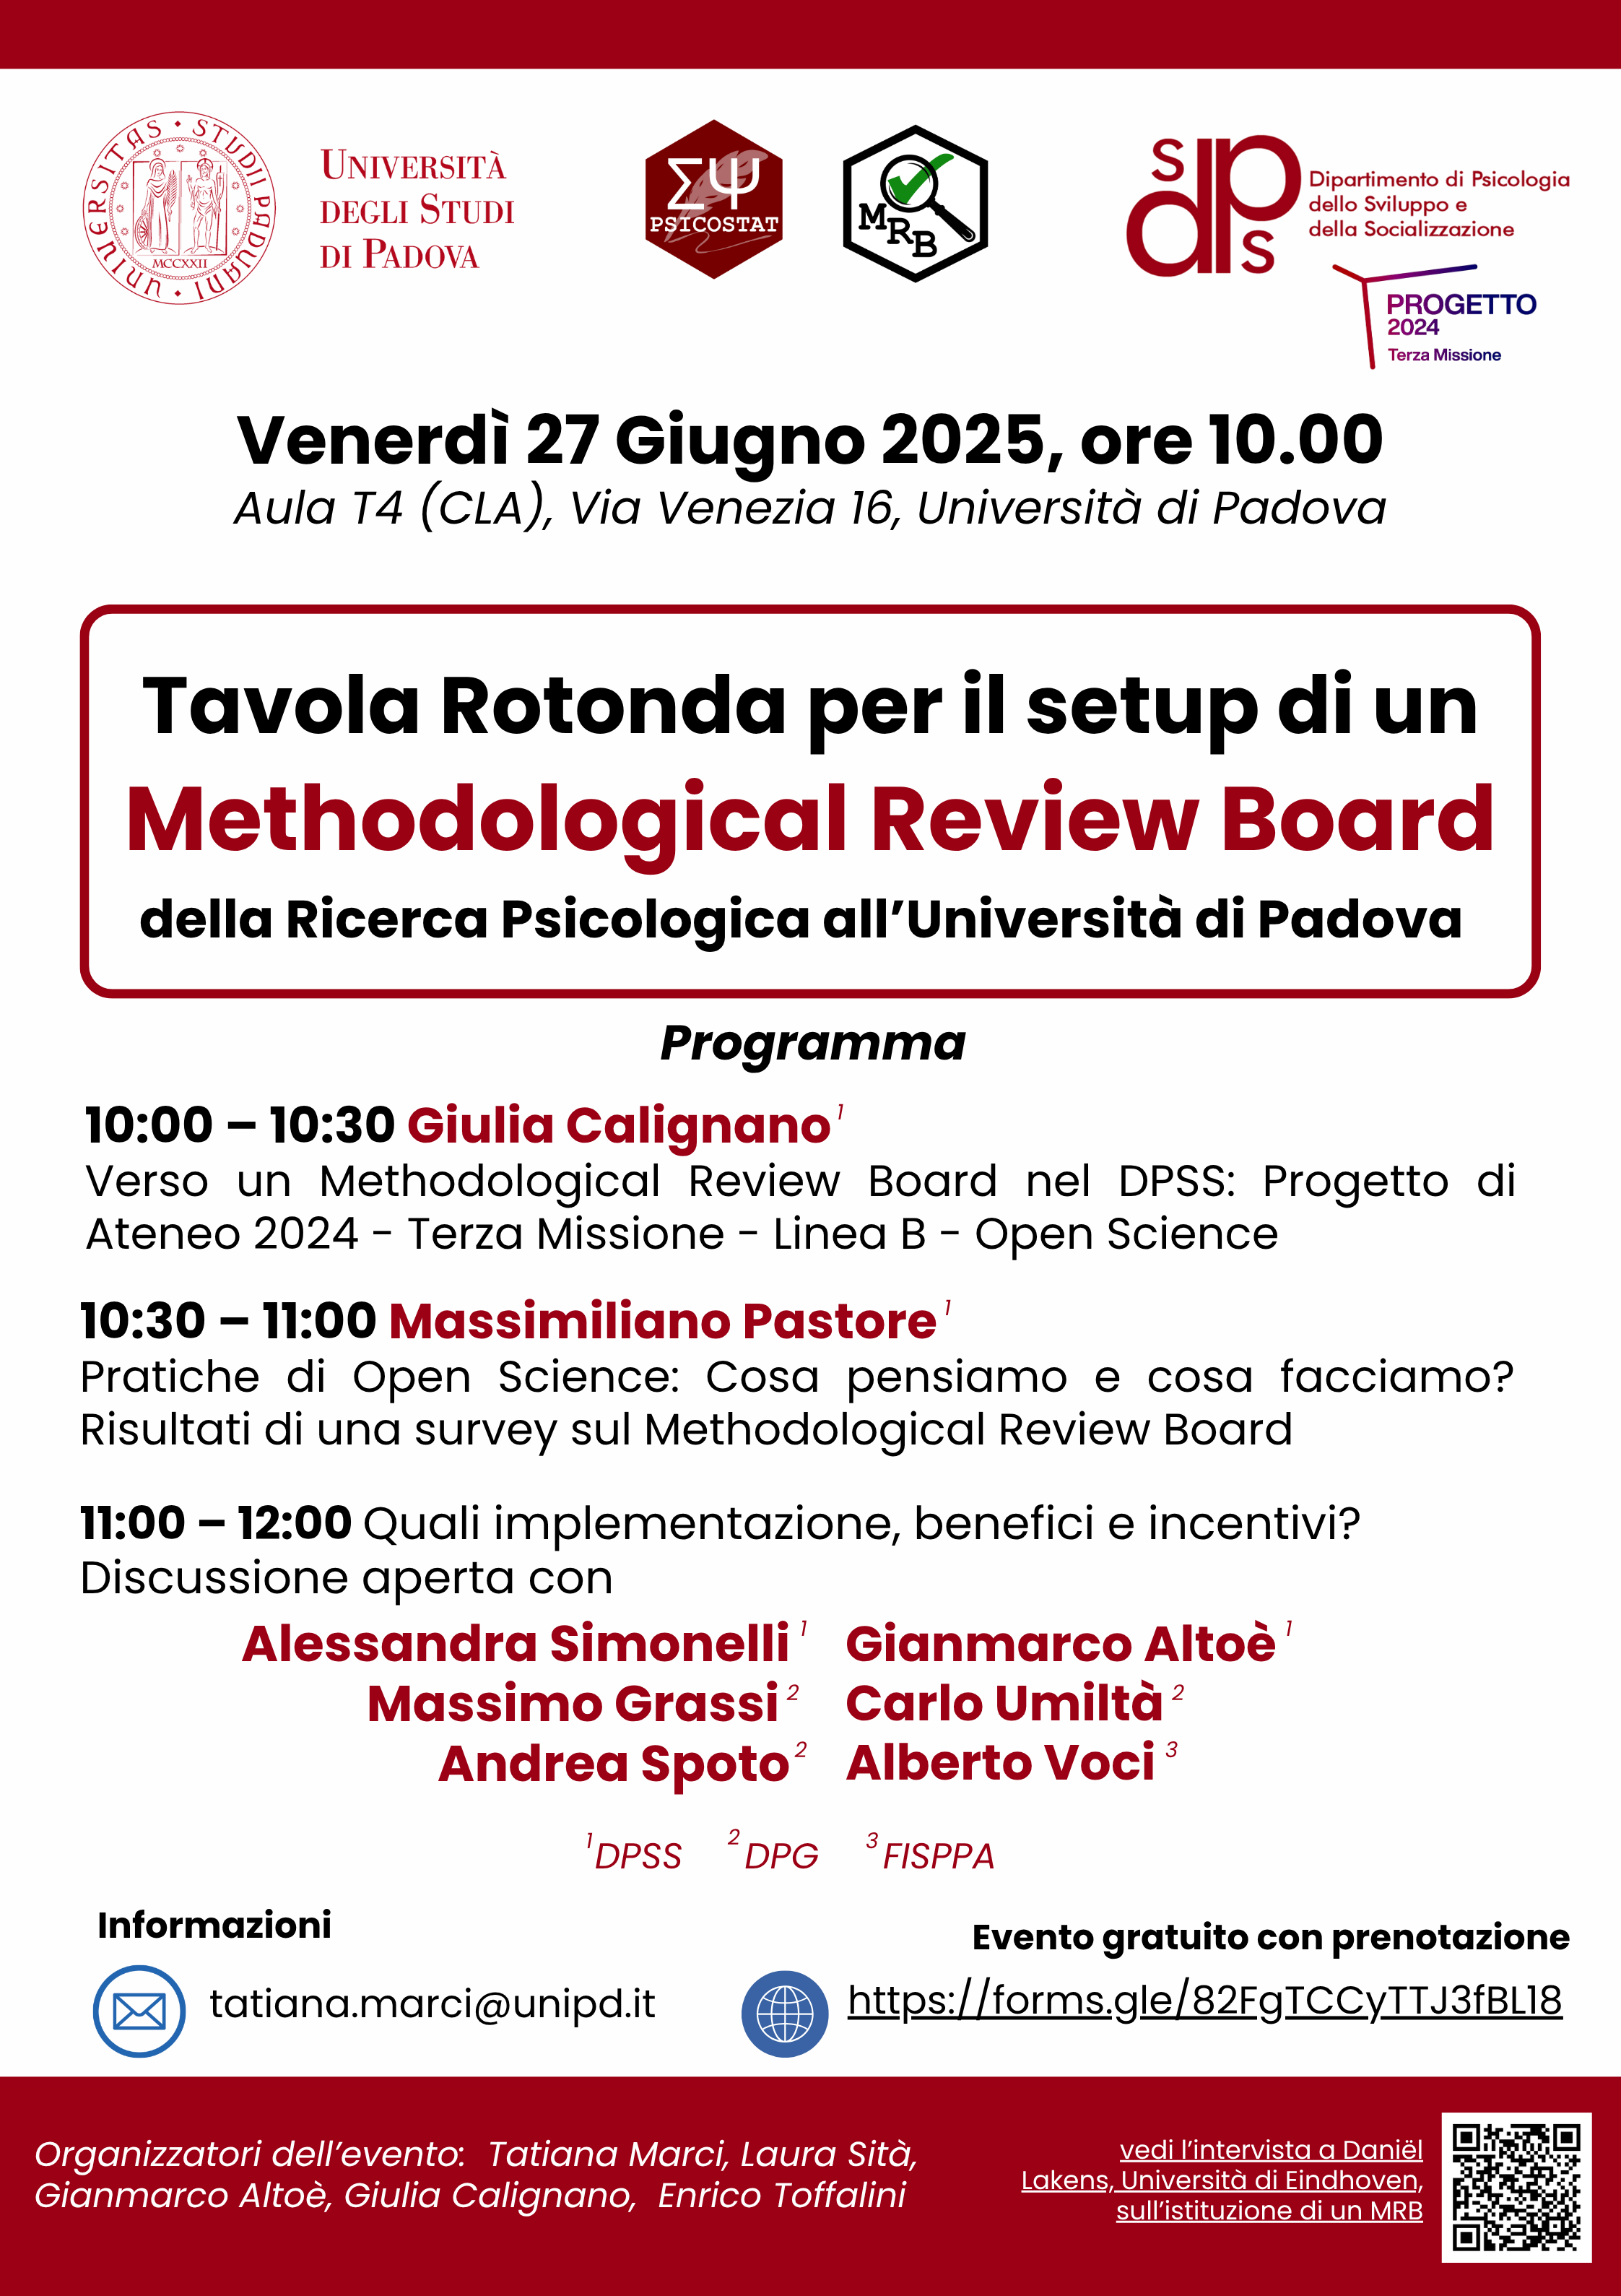 UNIVERSITAS • STUDII PADUANI •
MCCXXII
Università
degli Studi
di Padova
ΣΨ
PSICOSTAT
MRB
sdps
Dipartimento di Psicologia
dello Sviluppo e
della Socializzazione
PROGETTO
2024
Terza Missione
Venerdì 27 Giugno 2025, ore 10.00
Aula T4 (CLA), Via Venezia 16, Università di Padova
Tavola Rotonda per il setup di un
Methodological Review Board
della Ricerca Psicologica all’Università di Padova
Programma
10:00 – 10:30 Giulia Calignano 1
Verso un Methodological Review Board nel DPSS: Progetto di
Ateneo 2024 - Terza Missione - Linea B - Open Science
10:30 – 11:00 Massimiliano Pastore 1
Pratiche di Open Science: Cosa pensiamo e cosa facciamo?
Risultati di una survey sul Methodological Review Board
11:00 – 12:00 Quali implementazione, benefici e incentivi?
Discussione aperta con
Alessandra Simonelli 1 Gianmarco Altoè 1
Massimo Grassi 2 Carlo Umiltà 2
Andrea Spoto 2 Alberto Voci 3
1 DPSS 2 DPG 3 FISPPA
Informazioni
tatiana.marci@unipd.it
Evento gratuito con prenotazione
https://forms.gle/82FgTCCyTTJ3fBL18
Organizzatori dell’evento: Tatiana Marci, Laura Sità,
Gianmarco Altoè, Giulia Calignano, Enrico Toffalini
vedi l’intervista a Daniël
Lakens, Università di Eindhoven,
sull’istituzione di un MRB